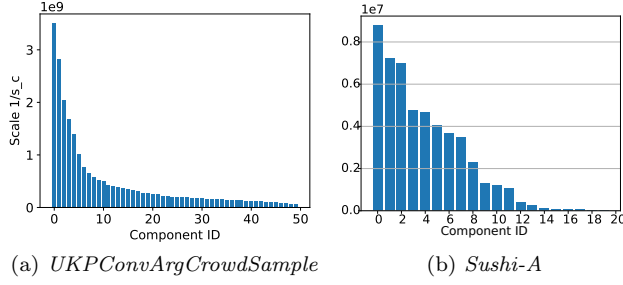 1e9
3
2
1
0
Scale 1/s_c
0 10 20 30 40 50
Component ID
(a) UKPConvArgCrowdSample
1e7
0.8
0.6
0.4
0.2
0.0
0 2 4 6 8 10 12 14 16 18 20
Component ID
(b) Sushi-A